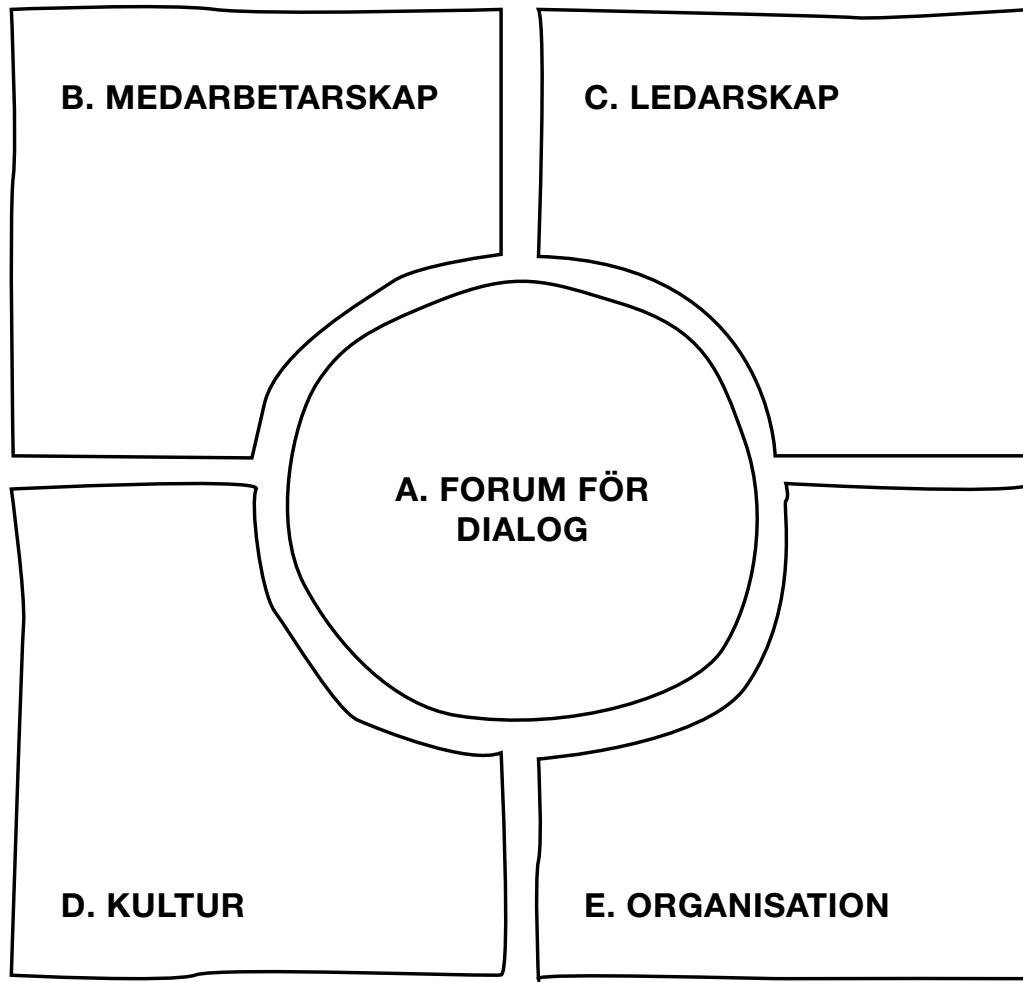 B. MEDARBETARSKAP
C. LEDARSKAP
A. FORUM FÖR
DIALOG
D. KULTUR
E. ORGANISATION